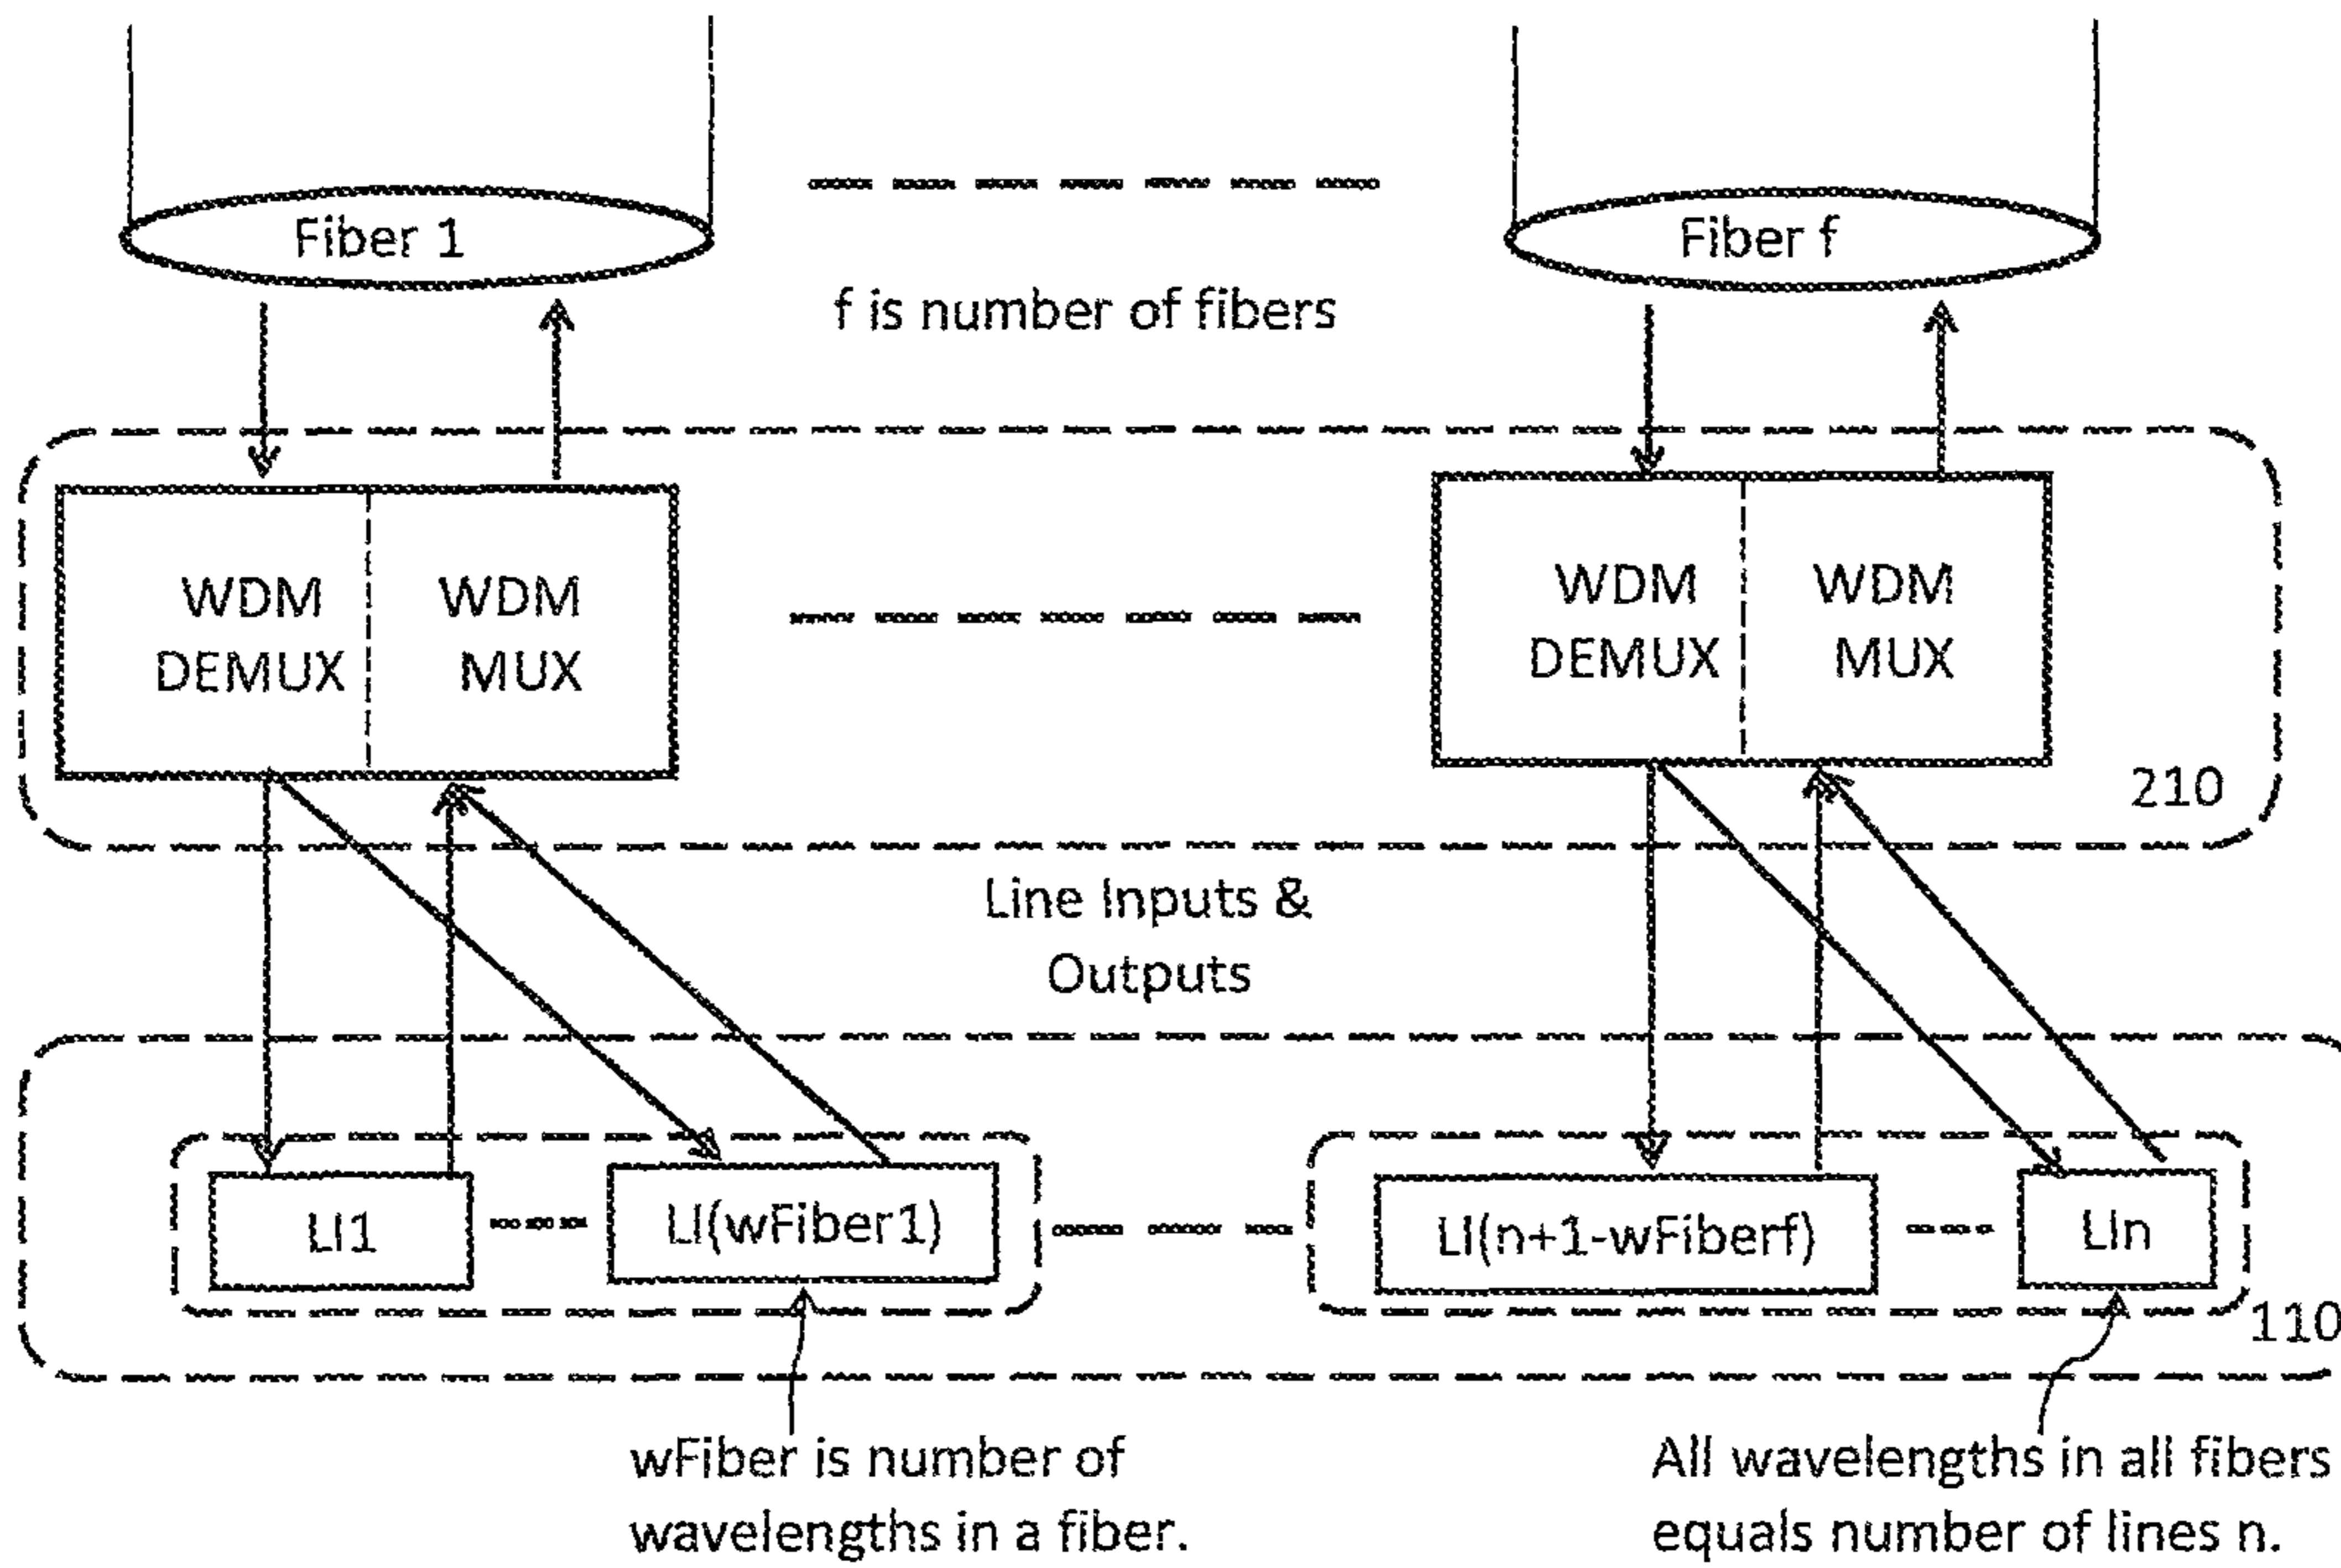 Fiber 1
Fiber f
f is number of fibers
WDM
DEMUX
WDM
MUX
WDM
DEMUX
WDM
MUX
210
Line Inputs &
Outputs
LI1
LI(wFiber1)
LI(n+1-wFiberf)
LIn
110
wFiber is number of
wavelengths in a fiber.
All wavelengths in all fibers
equals number of lines n.